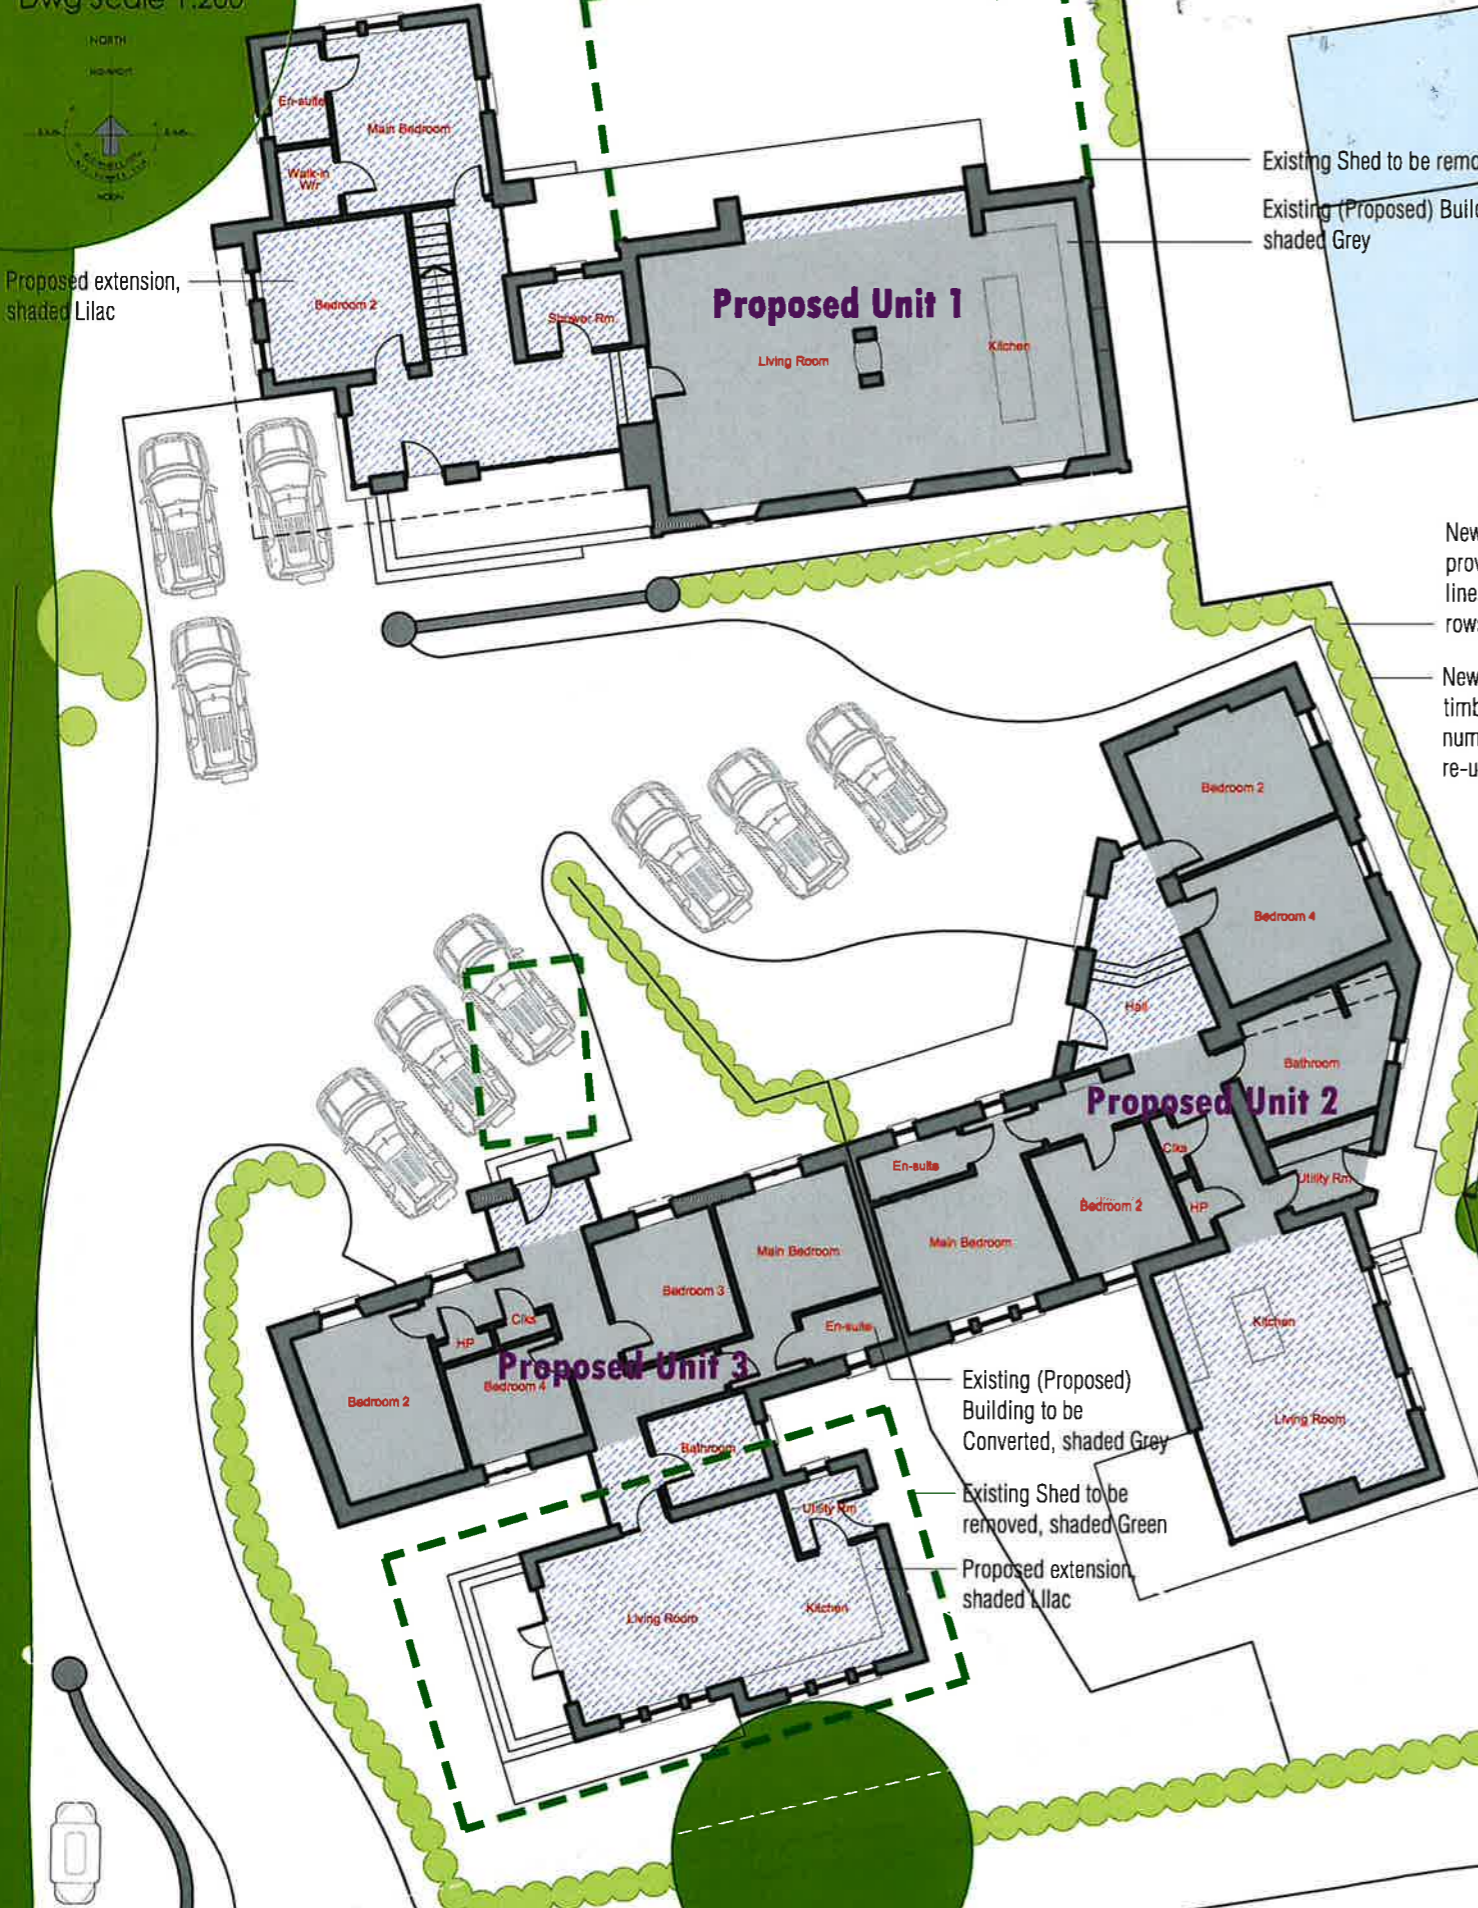 Dwg Scale 1:200
NORTH
En-suite
Main Bedroom
Walk-in
W/r
Bedroom 2
Shower Rm
Proposed extension,
shaded Lilac
Proposed Unit 1
Living Room
Kitchen
Existing Shed to be remo
Existing (Proposed) Buil
shaded Grey
New
prov
line
rows
New
timb
num
re-u
Bedroom 2
Bedroom 4
Hall
Bathroom
Proposed Unit 2
Clks
En-suite
Utility Rm
Bedroom 2
HP
Main Bedroom
Kitchen
Living Room
Main Bedroom
Bedroom 3
En-suite
Clks
HP
Proposed Unit 3
Bedroom 4
Bedroom 2
Bathroom
Utility Rm
Living Room
Kitchen
Existing (Proposed)
Building to be
Converted, shaded Grey
Existing Shed to be
removed, shaded Green
Proposed extension,
shaded Lilac